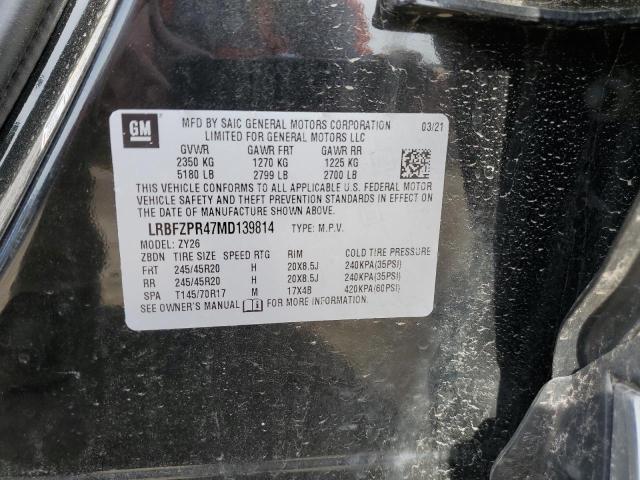 GM
MFD BY SAIC GENERAL MOTORS CORPORATION 03/21
LIMITED FOR GENERAL MOTORS LLC
GVWR GAWR FRT GAWR RR
2350 KG 1270 KG 1225 KG
5180 LB 2799 LB 2700 LB
THIS VEHICLE CONFORMS TO ALL APPLICABLE U.S. FEDERAL MOTOR
VEHICLE SAFETY AND THEFT PREVENTION STANDARDS IN EFFECT ON
THE DATE OF MANUFACTURE SHOWN ABOVE.
LRBFZPR47MD139814 TYPE: M.P.V.
MODEL: ZY26
ZBDN TIRE SIZE SPEED RTG RIM COLD TIRE PRESSURE
FRT 245/45R20 H 20X8.5J 240KPA(35PSI)
RR 245/45R20 H 20X8.5J 240KPA(35PSI)
SPA T145/70R17 M 17X4B 420KPA(60PSI)
SEE OWNER'S MANUAL FOR MORE INFORMATION.